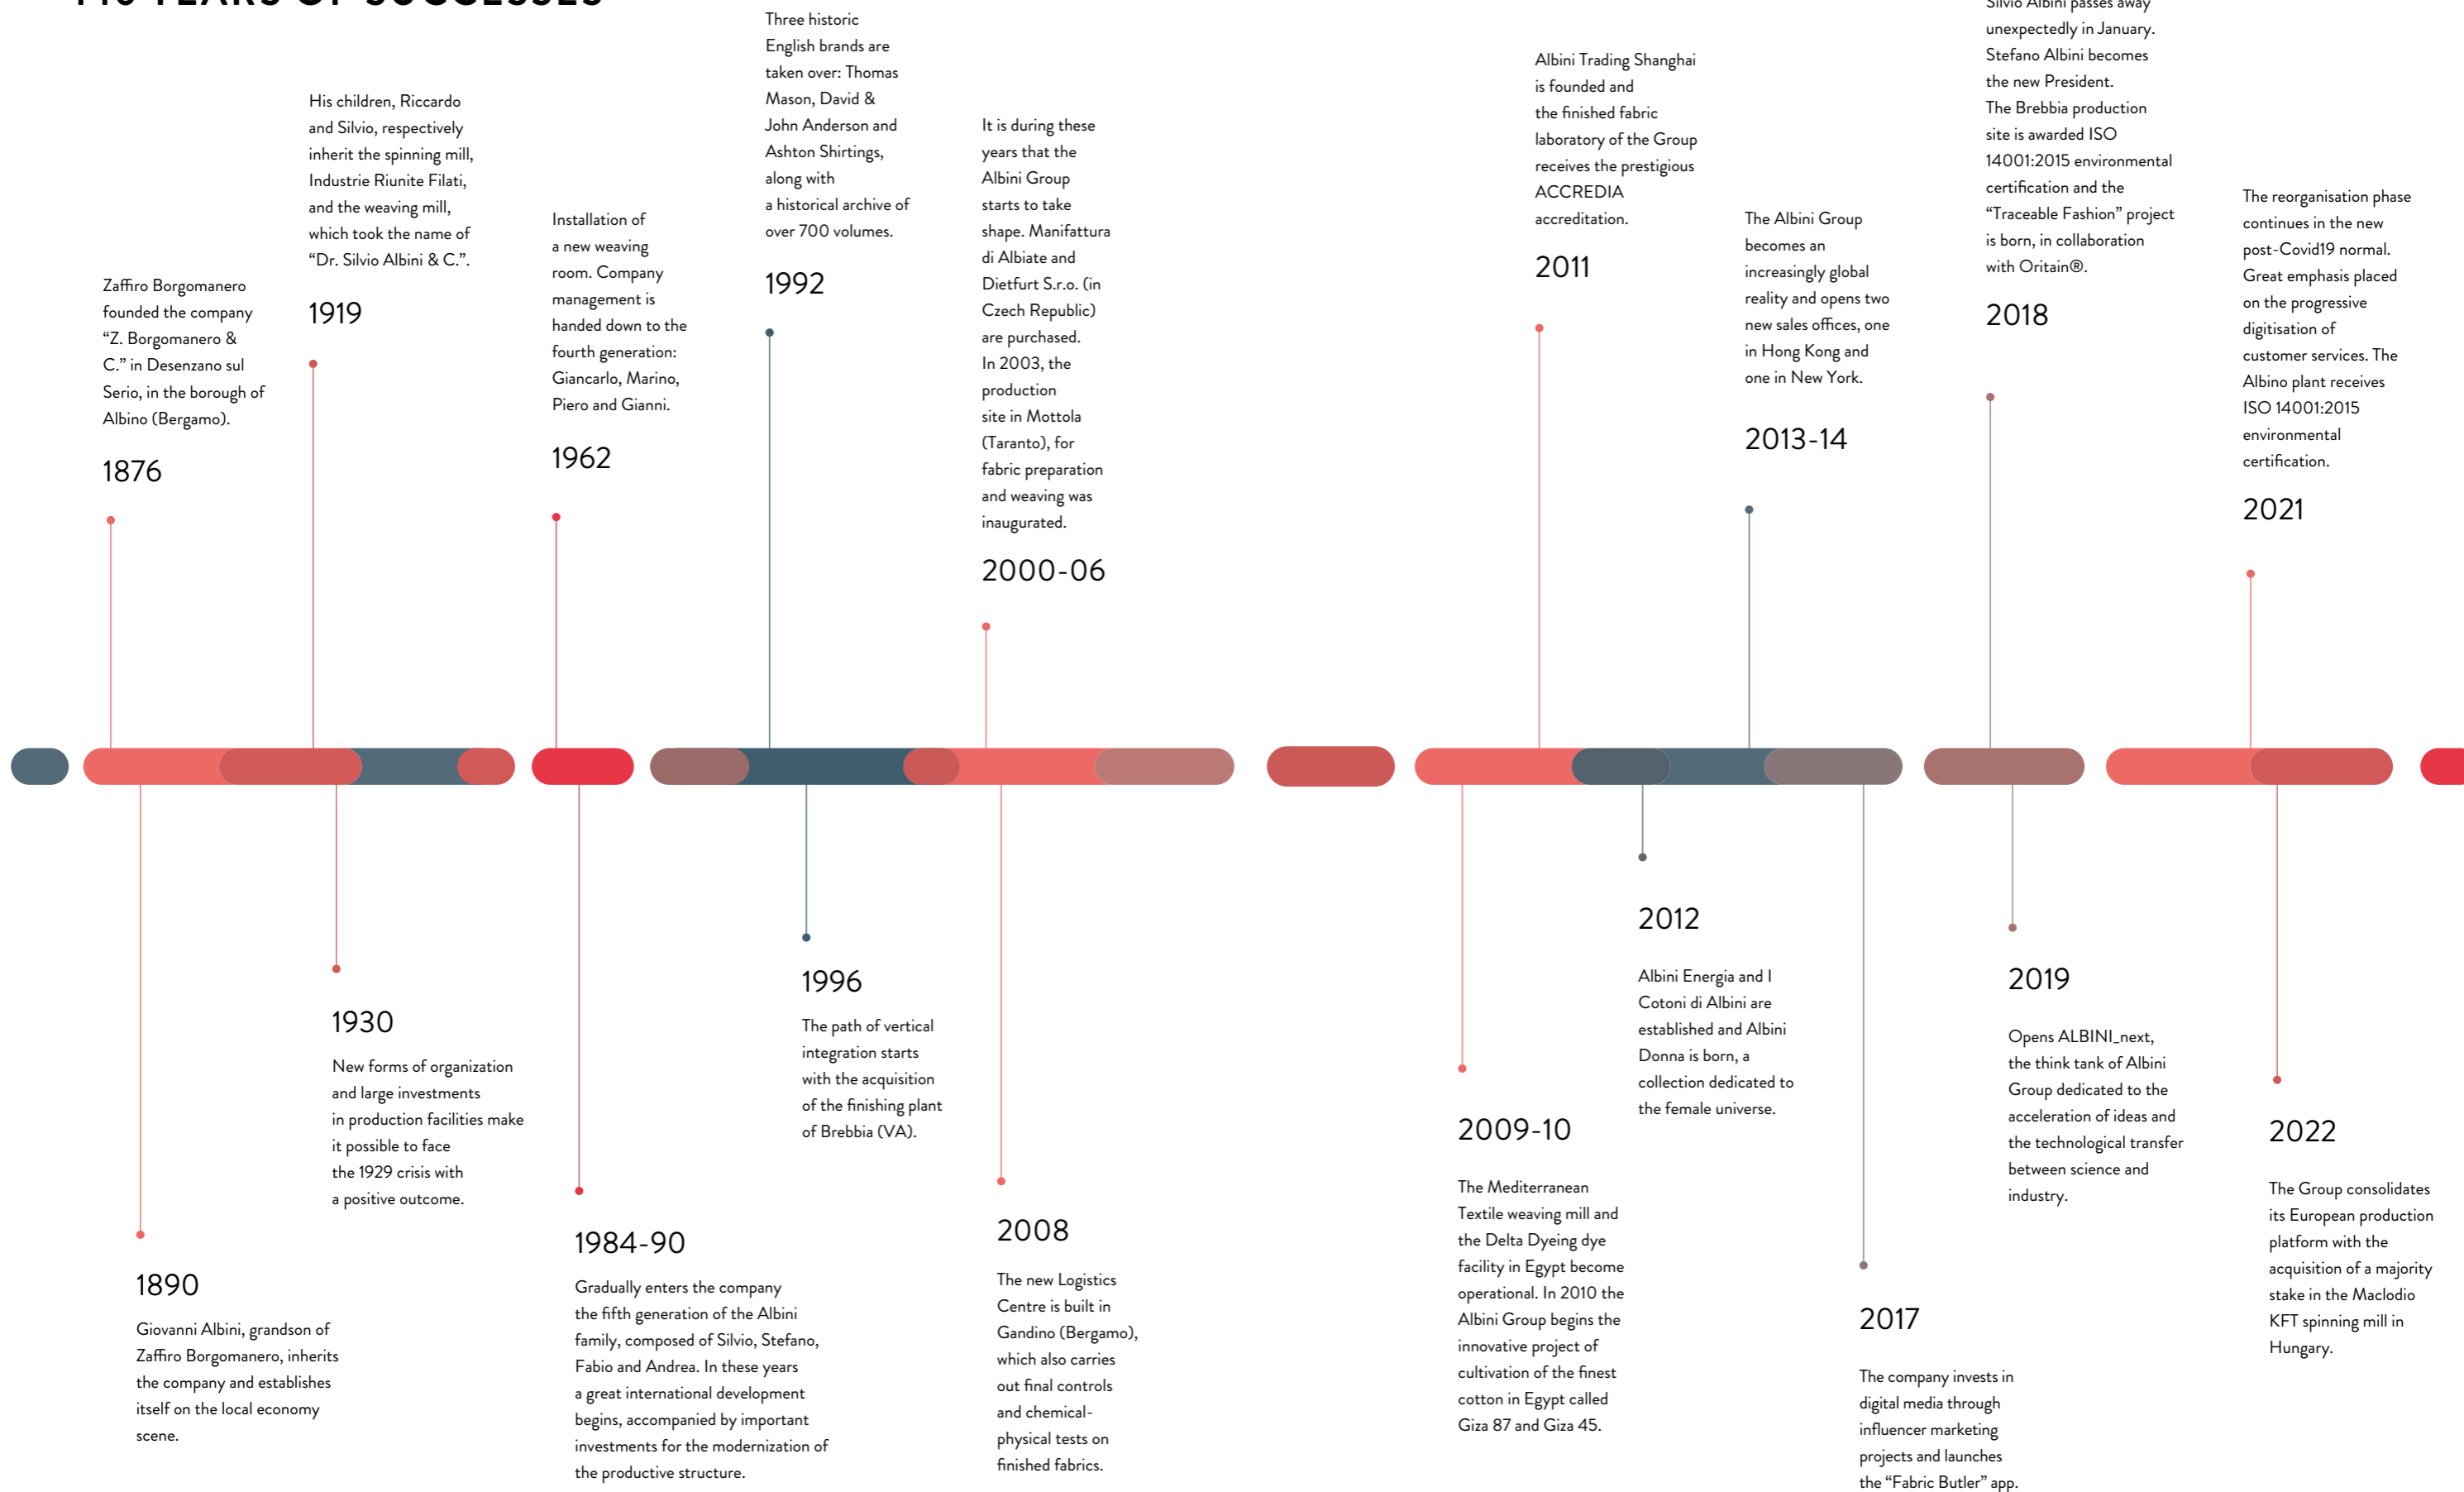 YEARS OF SUCCESSES
Zaffiro Borgomanero
founded the company
“Z. Borgomanero &
C.” in Desenzano sul
Serio, in the borough of
Albino (Bergamo).
1876
1890
Giovanni Albini, grandson of
Zaffiro Borgomanero, inherits
the company and establishes
itself on the local economy
scene.
His children, Riccardo
and Silvio, respectively
inherit the spinning mill,
Industrie Riunite Filati,
and the weaving mill,
which took the name of
“Dr. Silvio Albini & C.”.
1919
1930
New forms of organization
and large investments
in production facilities make
it possible to face
the 1929 crisis with
a positive outcome.
Installation of
a new weaving
room. Company
management is
handed down to the
fourth generation:
Giancarlo, Marino,
Piero and Gianni.
1962
1984-90
Gradually enters the company
the fifth generation of the Albini
family, composed of Silvio, Stefano,
Fabio and Andrea. In these years
a great international development
begins, accompanied by important
investments for the modernization of
the productive structure.
Three historic
English brands are
taken over: Thomas
Mason, David &
John Anderson and
Ashton Shirtings,
along with
a historical archive of
over 700 volumes.
1992
1996
The path of vertical
integration starts
with the acquisition
of the finishing plant
of Brebbia (VA).
It is during these
years that the
Albini Group
starts to take
shape. Manifattura
di Albiate and
Dietfurt S.r.o. (in
Czech Republic)
are purchased.
In 2003, the
production
site in Mottola
(Taranto), for
fabric preparation
and weaving was
inaugurated.
2000-06
2008
The new Logistics
Centre is built in
Gandino (Bergamo),
which also carries
out final controls
and chemical-
physical tests on
finished fabrics.
2009-10
The Mediterranean
Textile weaving mill and
the Delta Dyeing dye
facility in Egypt become
operational. In 2010 the
Albini Group begins the
innovative project of
cultivation of the finest
cotton in Egypt called
Giza 87 and Giza 45.
Albini Trading Shanghai
is founded and
the finished fabric
laboratory of the Group
receives the prestigious
ACCREDIA
accreditation.
2011
2012
Albini Energia and I
Cotoni di Albini are
established and Albini
Donna is born, a
collection dedicated to
the female universe.
The Albini Group
becomes an
increasingly global
reality and opens two
new sales offices, one
in Hong Kong and
one in New York.
2013-14
2017
The company invests in
digital media through
influencer marketing
projects and launches
the “Fabric Butler” app.
Silvio Albini passes away
unexpectedly in January.
Stefano Albini becomes
the new President.
The Brebbia production
site is awarded ISO
14001:2015 environmental
certification and the
“Traceable Fashion” project
is born, in collaboration
with Oritain®.
2018
2019
Opens ALBINI_next,
the think tank of Albini
Group dedicated to the
acceleration of ideas and
the technological transfer
between science and
industry.
The reorganisation phase
continues in the new
post-Covid19 normal.
Great emphasis placed
on the progressive
digitisation of
customer services. The
Albino plant receives
ISO 14001:2015
environmental
certification.
2021
2022
The Group consolidates
its European production
platform with the
acquisition of a majority
stake in the Maclodio
KFT spinning mill in
Hungary.